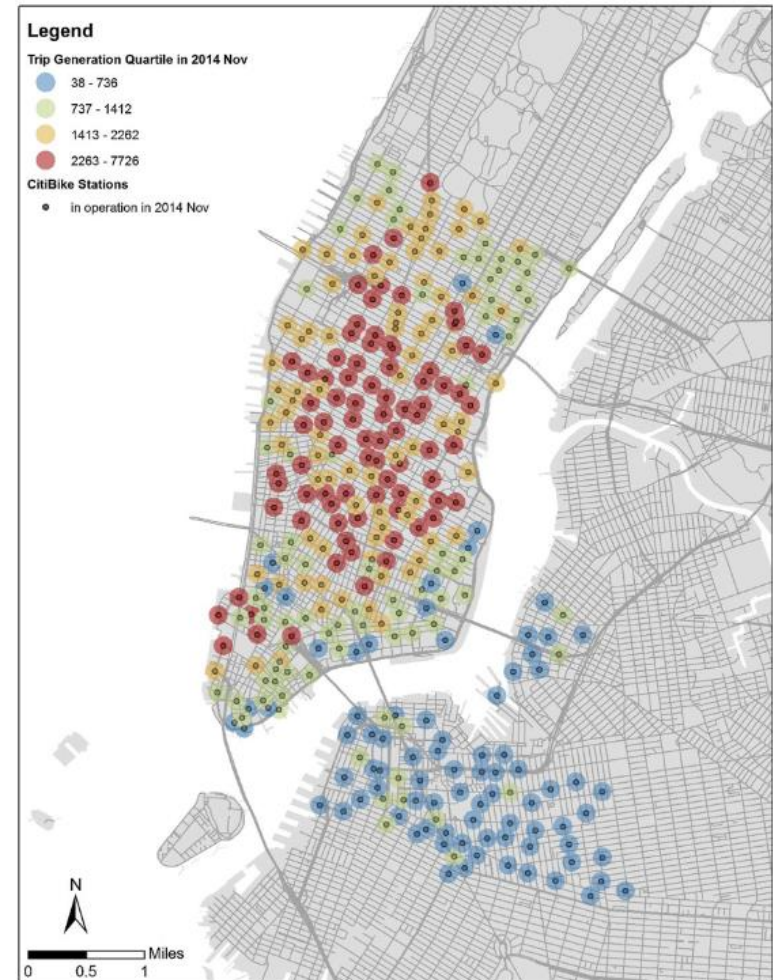 Legend
Trip Generation Quartile in 2014 Nov
38 - 736
737 - 1412
1413 - 2262
2263 - 7726
CitiBike Stations
in operation in 2014 Nov
N
Miles
0 0.5 1